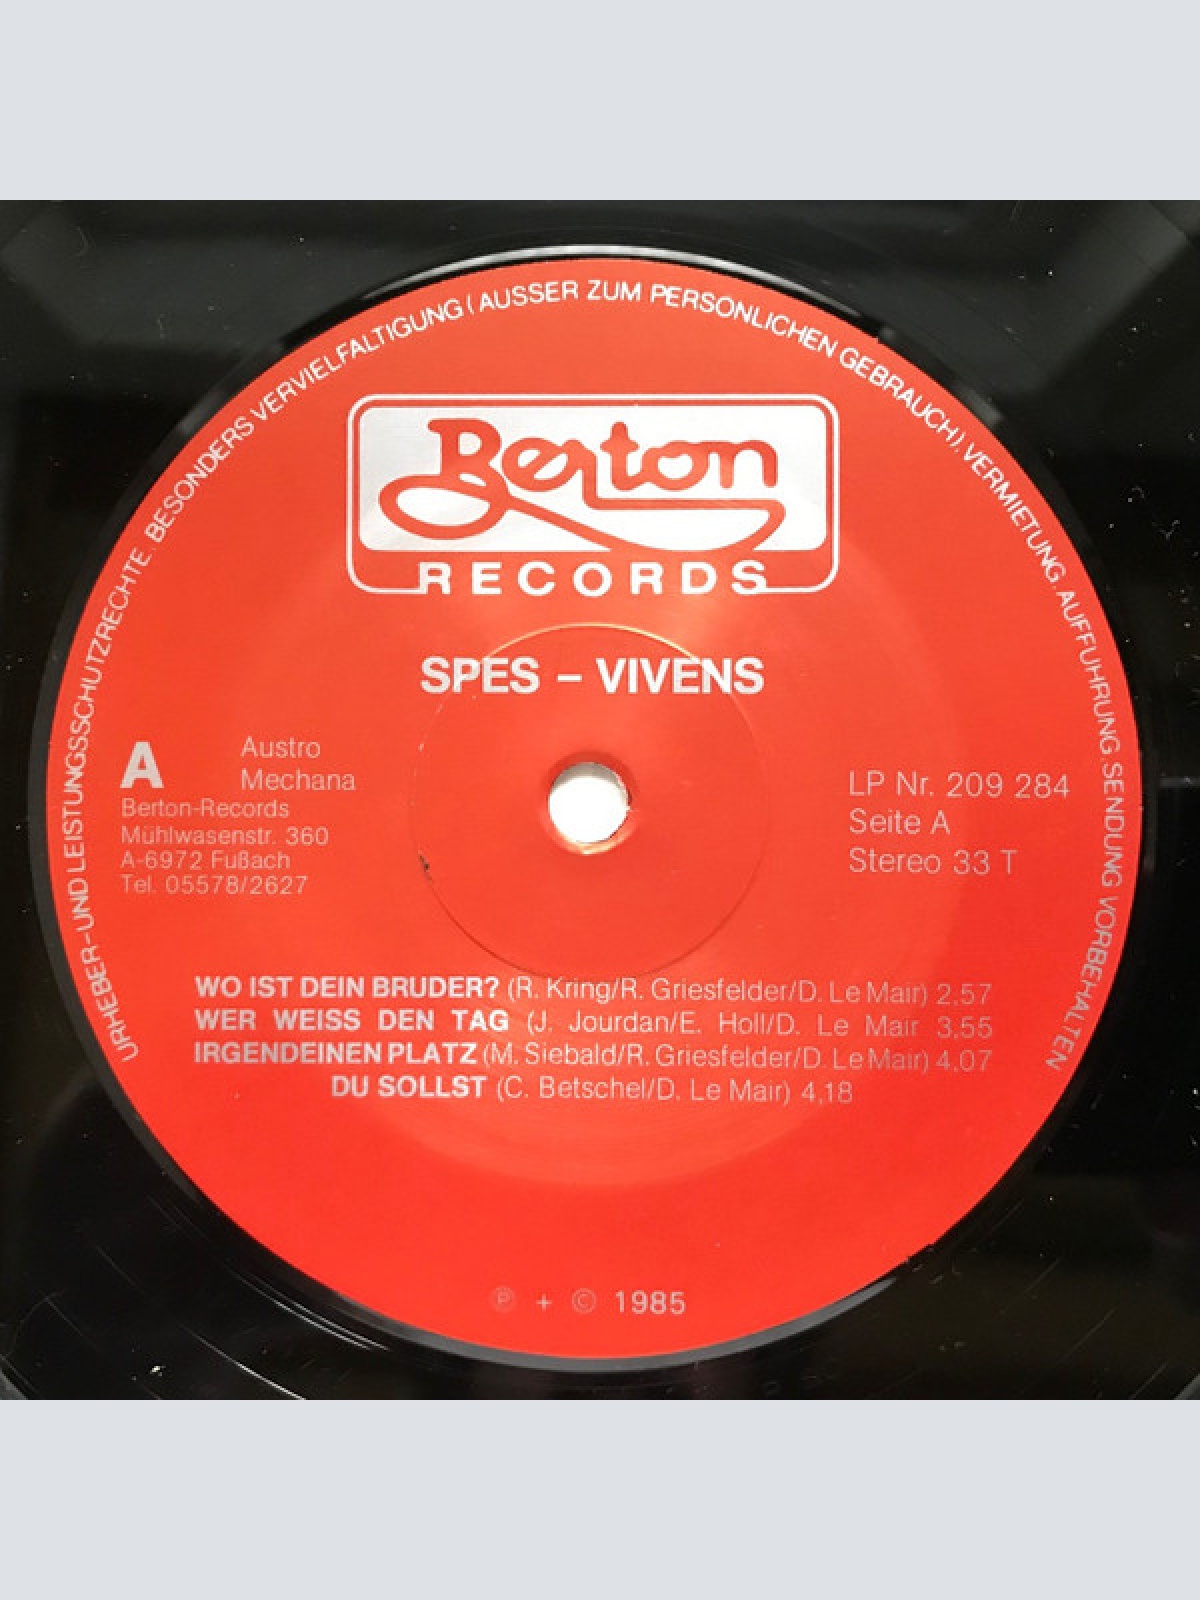 URHEBER-UND LEISTUNGSSCHUTZRECHTE. BESONDERS VERVIELFALTIGUNG (AUSSER ZUM PERSONLICHEN GEBRAUCH). VERMIETUNG. AUFFUHRUNG. SENDUNG VORBEHALTEN
Berton
RECORDS
SPES – VIVENS
A
Austro
Mechana
Berton-Records
Mühlwasenstr. 360
A-6972 Fußach
Tel. 05578/2627
LP Nr. 209 284
Seite A
Stereo 33 T
WO IST DEIN BRUDER? (R. Kring/R. Griesfelder/D. Le Mair) 2.57
WER WEISS DEN TAG (J. Jourdan/E. Holl/D. Le Mair 3.55
IRGENDEINEN PLATZ (M. Siebald/R. Griesfelder/D. Le Mair) 4.07
DU SOLLST (C. Betschel/D. Le Mair) 4,18
℗ + © 1985